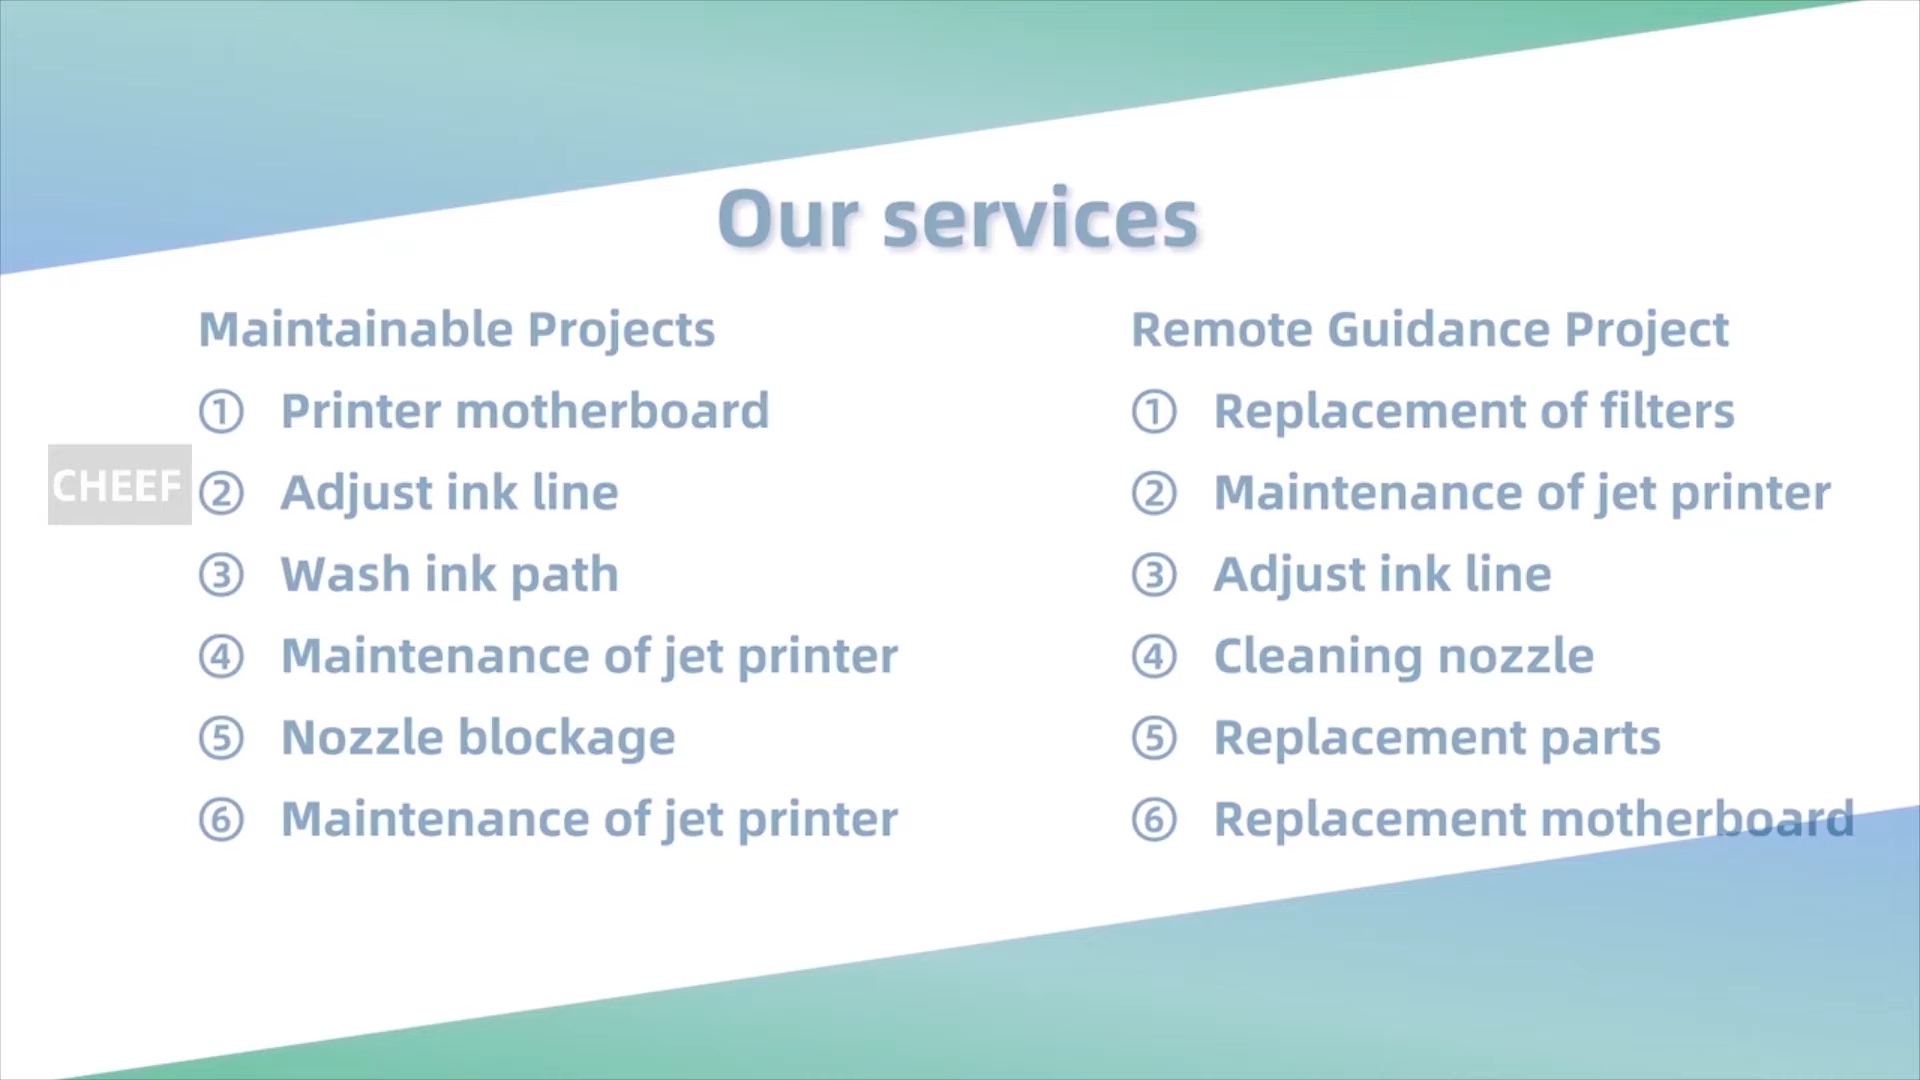 Our services
Maintainable Projects
① Printer motherboard
② Adjust ink line
③ Wash ink path
④ Maintenance of jet printer
⑤ Nozzle blockage
⑥ Maintenance of jet printer
Remote Guidance Project
① Replacement of filters
② Maintenance of jet printer
③ Adjust ink line
④ Cleaning nozzle
⑤ Replacement parts
⑥ Replacement motherboard
CHEEF